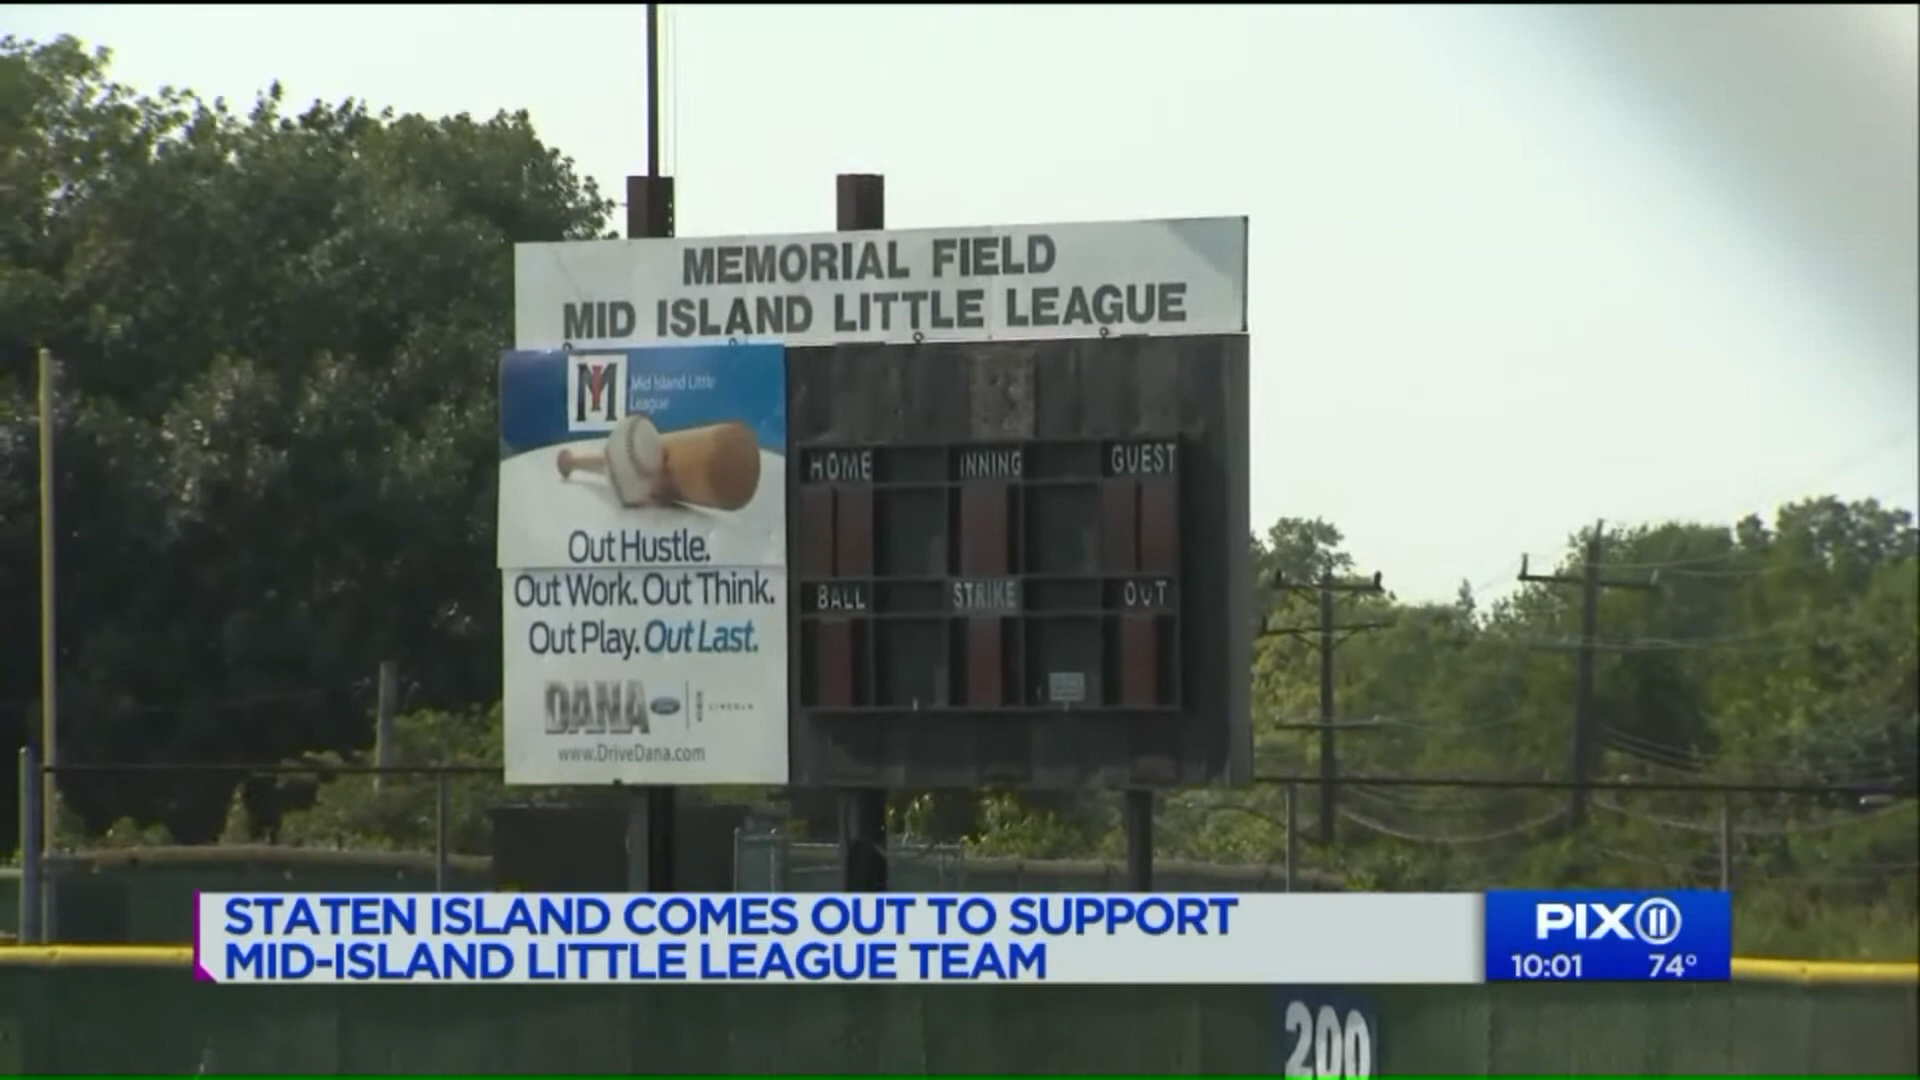 MEMORIAL FIELD
MID ISLAND LITTLE LEAGUE
MI
Mid Island Little
League
Out Hustle.
Out Work. Out Think.
Out Play. Out Last.
DANA Ford LINCOLN
www.DriveDana.com
HOME INNING GUEST
BALL STRIKE OUT
STATEN ISLAND COMES OUT TO SUPPORT
MID-ISLAND LITTLE LEAGUE TEAM
PIX11
10:01 74°
200